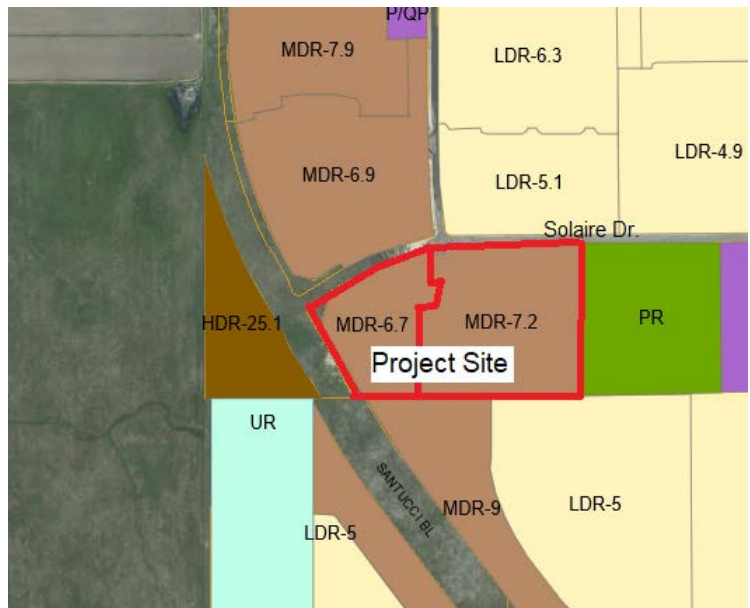 P/QP
MDR-7.9
LDR-6.3
LDR-4.9
MDR-6.9
LDR-5.1
Solaire Dr.
HDR-25.1
MDR-6.7
MDR-7.2
PR
Project Site
UR
SANTUCCI BL
MDR-9
LDR-5
LDR-5